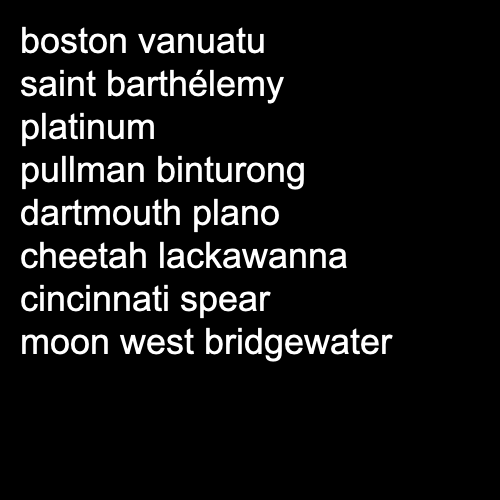 boston vanuatu
saint barthélemy
platinum
pullman binturong
dartmouth plano
cheetah lackawanna
cincinnati spear
moon west bridgewater